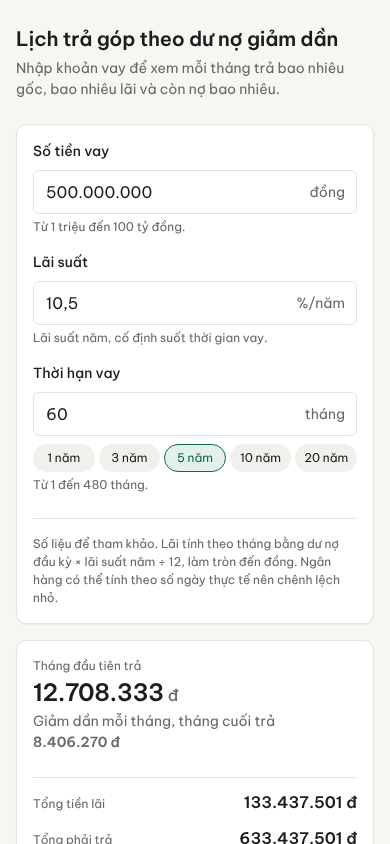 Lịch trả góp theo dư nợ giảm dần
Nhập khoản vay để xem mỗi tháng trả bao nhiêu
gốc, bao nhiêu lãi và còn nợ bao nhiêu.
Số tiền vay
500.000.000 đồng
Từ 1 triệu đến 100 tỷ đồng.
Lãi suất
10,5 %/năm
Lãi suất năm, cố định suốt thời gian vay.
Thời hạn vay
60 tháng
1 năm 3 năm 5 năm 10 năm 20 năm
Từ 1 đến 480 tháng.
Số liệu để tham khảo. Lãi tính theo tháng bằng dư nợ
đầu kỳ × lãi suất năm ÷ 12, làm tròn đến đồng. Ngân
hàng có thể tính theo số ngày thực tế nên chênh lệch
nhỏ.
Tháng đầu tiên trả
12.708.333 đ
Giảm dần mỗi tháng, tháng cuối trả
8.406.270 đ
Tổng tiền lãi 133.437.501 đ
Tổng phải trả 633.437.501 đ